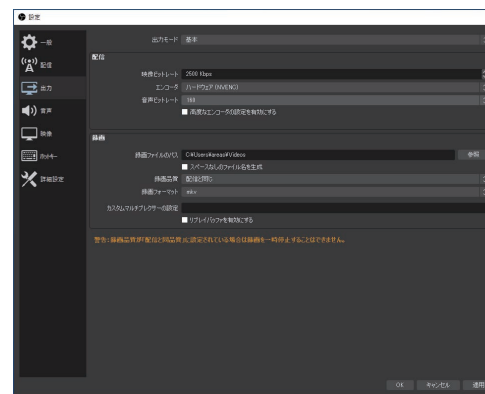 設定
一般
配信
出力
音声
映像
ホットキー
詳細設定
出力モード 基本
配信
映像ビットレート 2500 Kbps
エンコーダ ハードウェア (NVENC)
音声ビットレート 160
高度なエンコーダの設定を有効にする
録画
録画ファイルのパス C:¥Users¥areas¥Videos 参照
スペースなしのファイル名を生成
録画品質 配信と同じ
録画フォーマット mkv
カスタムマルチプレクサーの設定
リプレイバッファを有効にする
警告:録画品質が「配信と同品質」に設定されている場合は録画を一時停止することはできません。
OK キャンセル 適用